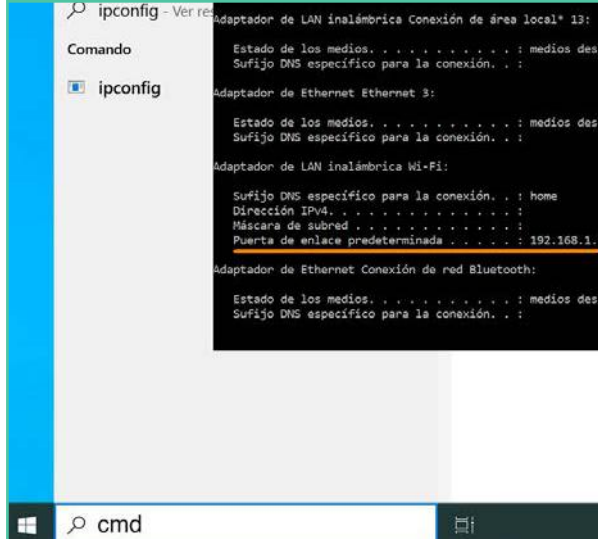 ipconfig - Ver res
Comando
ipconfig
Adaptador de LAN inalámbrica Conexión de área local* 13:
Estado de los medios. . . . . . . . . . . : medios des
Sufijo DNS específico para la conexión. . :
Adaptador de Ethernet Ethernet 3:
Estado de los medios. . . . . . . . . . . : medios des
Sufijo DNS específico para la conexión. . :
Adaptador de LAN inalámbrica Wi-Fi:
Sufijo DNS específico para la conexión. . : home
Dirección IPv4. . . . . . . . . . . . . . :
Máscara de subred . . . . . . . . . . . . :
Puerta de enlace predeterminada . . . . . : 192.168.1.
Adaptador de Ethernet Conexión de red Bluetooth:
Estado de los medios. . . . . . . . . . . : medios des
Sufijo DNS específico para la conexión. . :
cmd